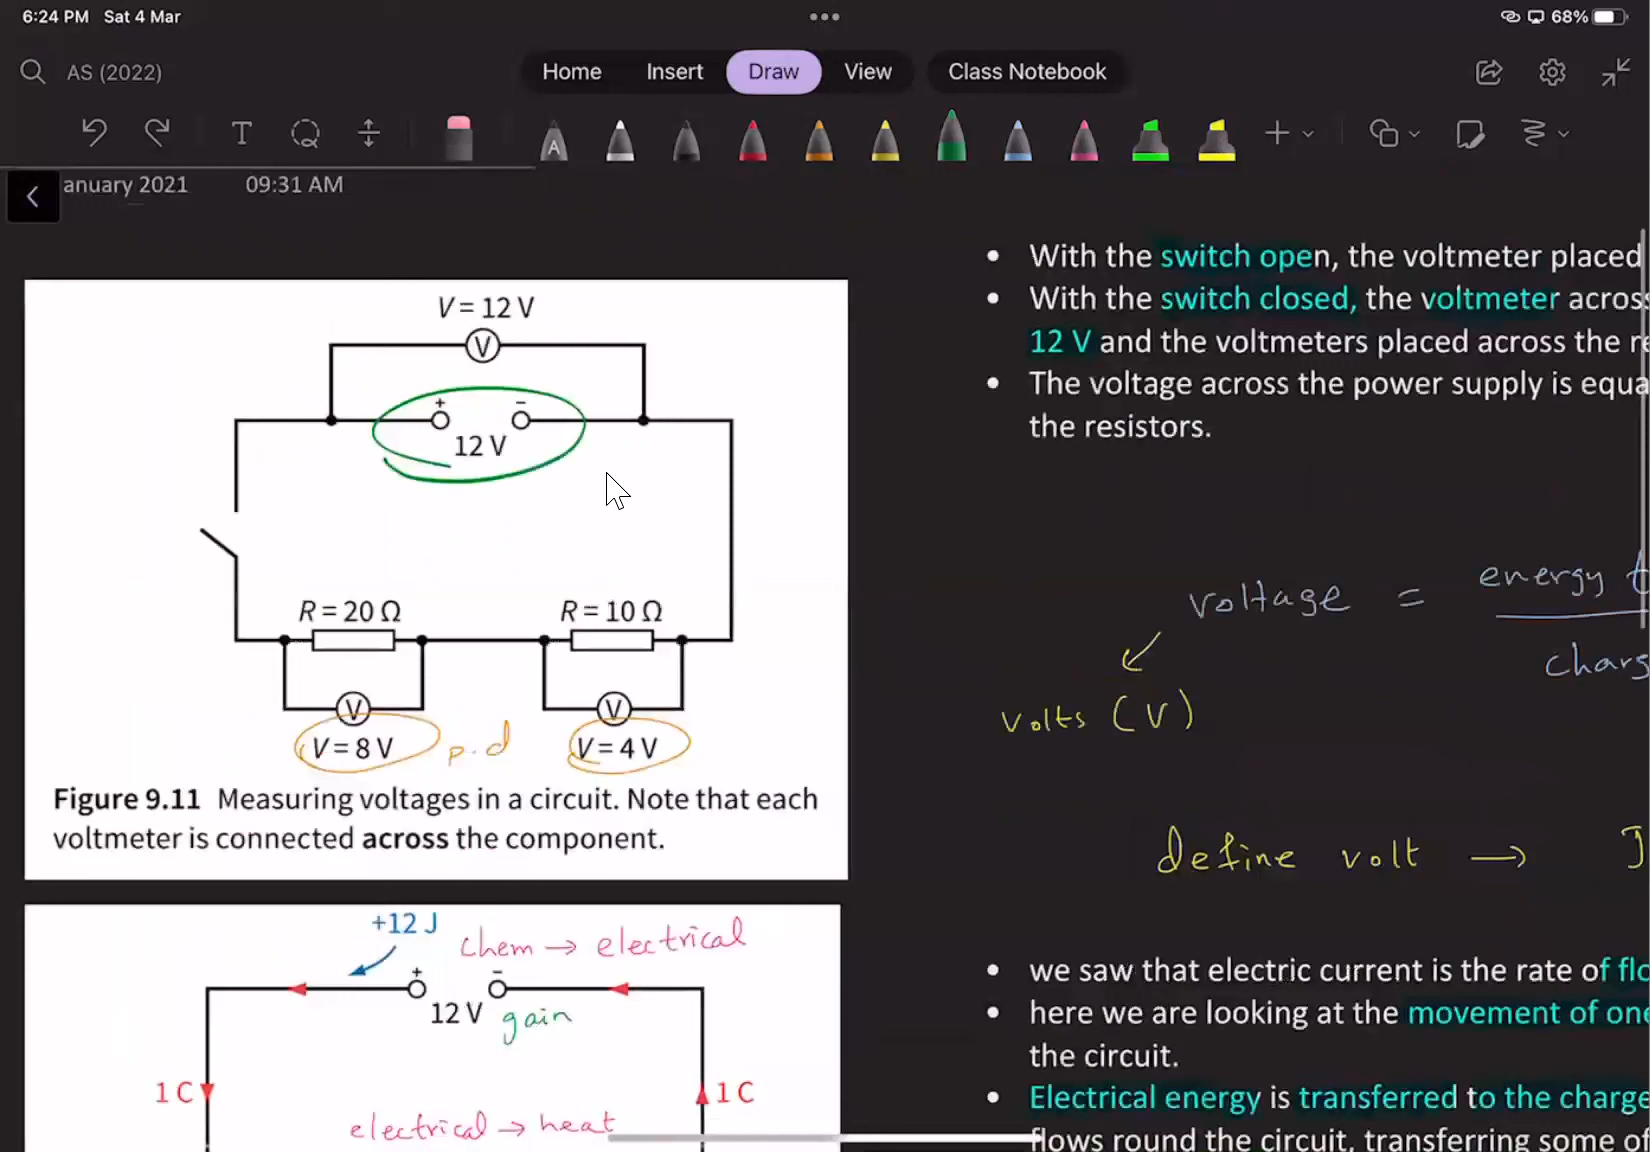 6:24 PM Sat 4 Mar
68%
AS (2022)
Home Insert Draw View Class Notebook
T
A
anuary 2021 09:31 AM
V = 12 V
V
+ -
12 V
R = 20 Ω R = 10 Ω
V V
V = 8 V p.d V = 4 V
Figure 9.11 Measuring voltages in a circuit. Note that each
voltmeter is connected across the component.
+12 J
chem → electrical
+ -
12 V gain
1 C 1 C
electrical → heat
• With the switch open, the voltmeter placed
• With the switch closed, the voltmeter acros
12 V and the voltmeters placed across the r
• The voltage across the power supply is equa
the resistors.
voltage = energy t
charg
volts (V)
define volt → J
• we saw that electric current is the rate of flo
• here we are looking at the movement of one
the circuit.
• Electrical energy is transferred to the charge
flows round the circuit, transferring some of